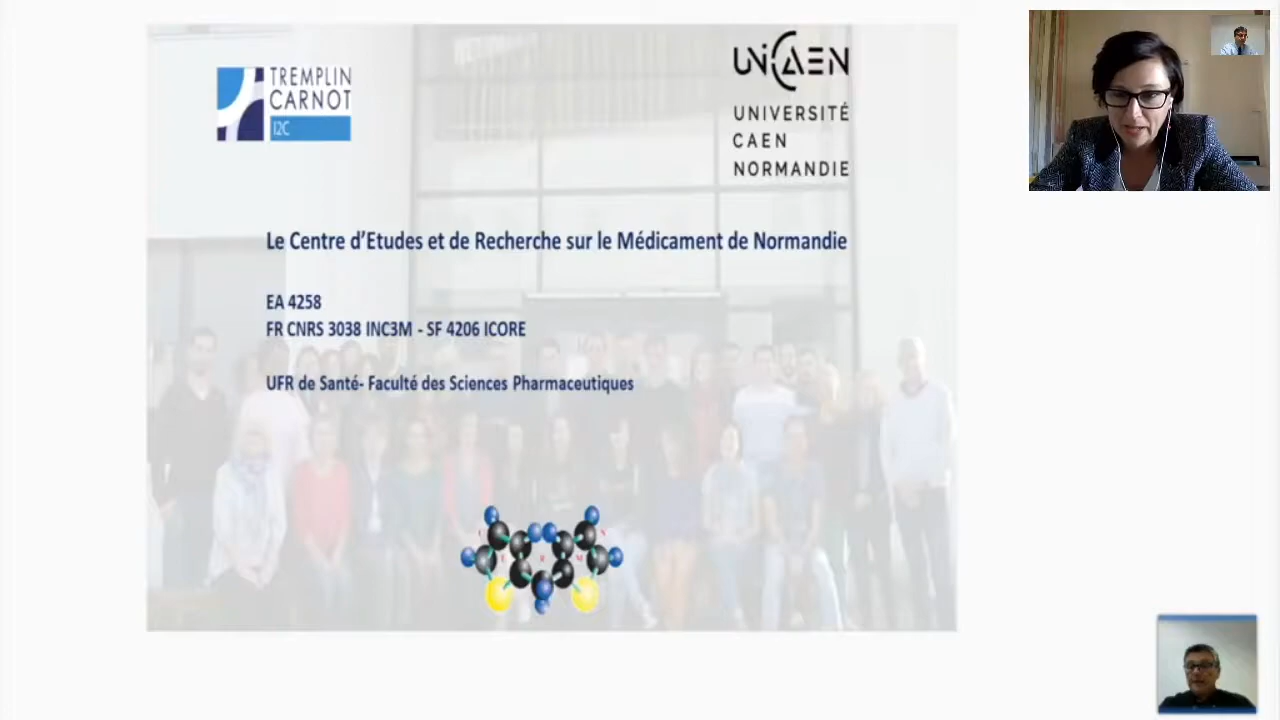 TREMPLIN
CARNOT
I2C
UNICAEN
UNIVERSITÉ
CAEN
NORMANDIE
Le Centre d'Etudes et de Recherche sur le Médicament de Normandie
EA 4258
FR CNRS 3038 INC3M - SF 4206 ICORE
UFR de Santé- Faculté des Sciences Pharmaceutiques
C E R M N